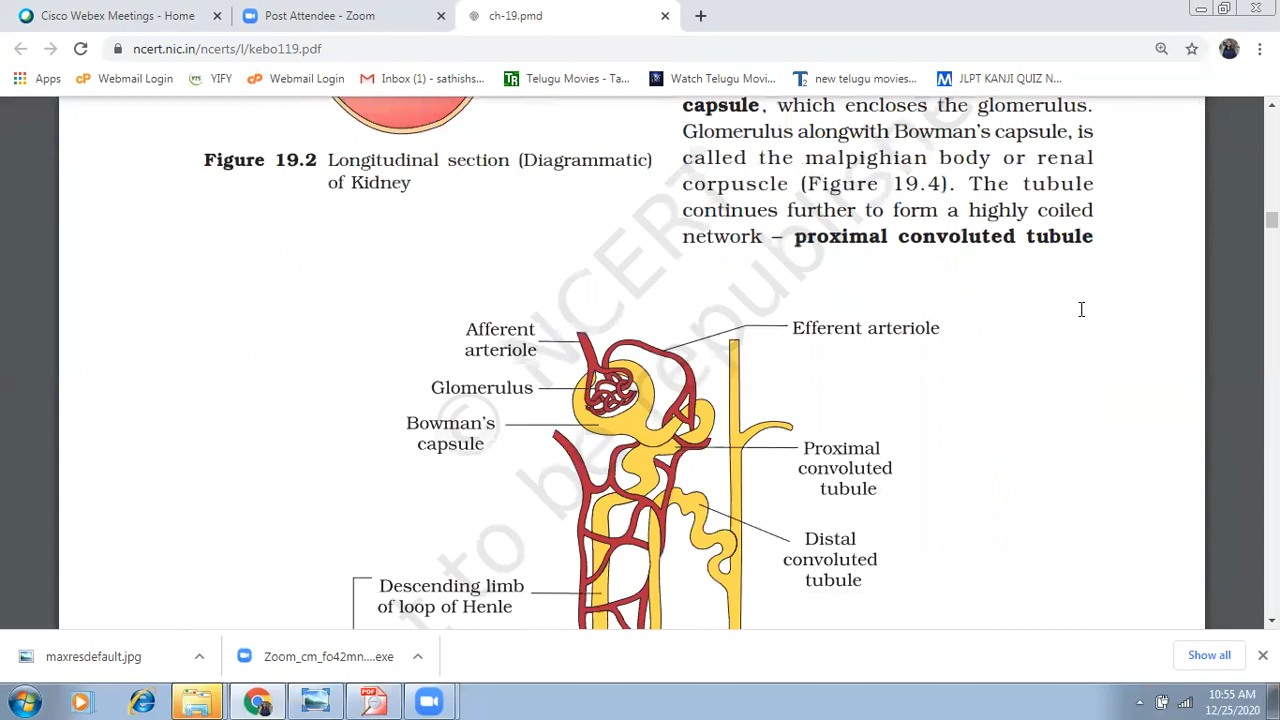 Cisco Webex Meetings - Home
Post Attendee - Zoom
ch-19.pmd
ncert.nic.in/ncerts/l/kebo119.pdf
Apps
Webmail Login
YIFY
Webmail Login
Inbox (1) - sathishs...
Telugu Movies - Ta...
Watch Telugu Movi...
new telugu movies...
JLPT KANJI QUIZ N...
capsule, which encloses the glomerulus.
Glomerulus alongwith Bowman's capsule, is
called the malpighian body or renal
corpuscle (Figure 19.4). The tubule
continues further to form a highly coiled
network – proximal convoluted tubule
Figure 19.2 Longitudinal section (Diagrammatic)
of Kidney
© NCERT
not to be republished
Afferent
arteriole
Efferent arteriole
Glomerulus
Bowman's
capsule
Proximal
convoluted
tubule
Distal
convoluted
tubule
Descending limb
of loop of Henle
maxresdefault.jpg
Zoom_cm_fo42mn....exe
Show all
10:55 AM
12/25/2020